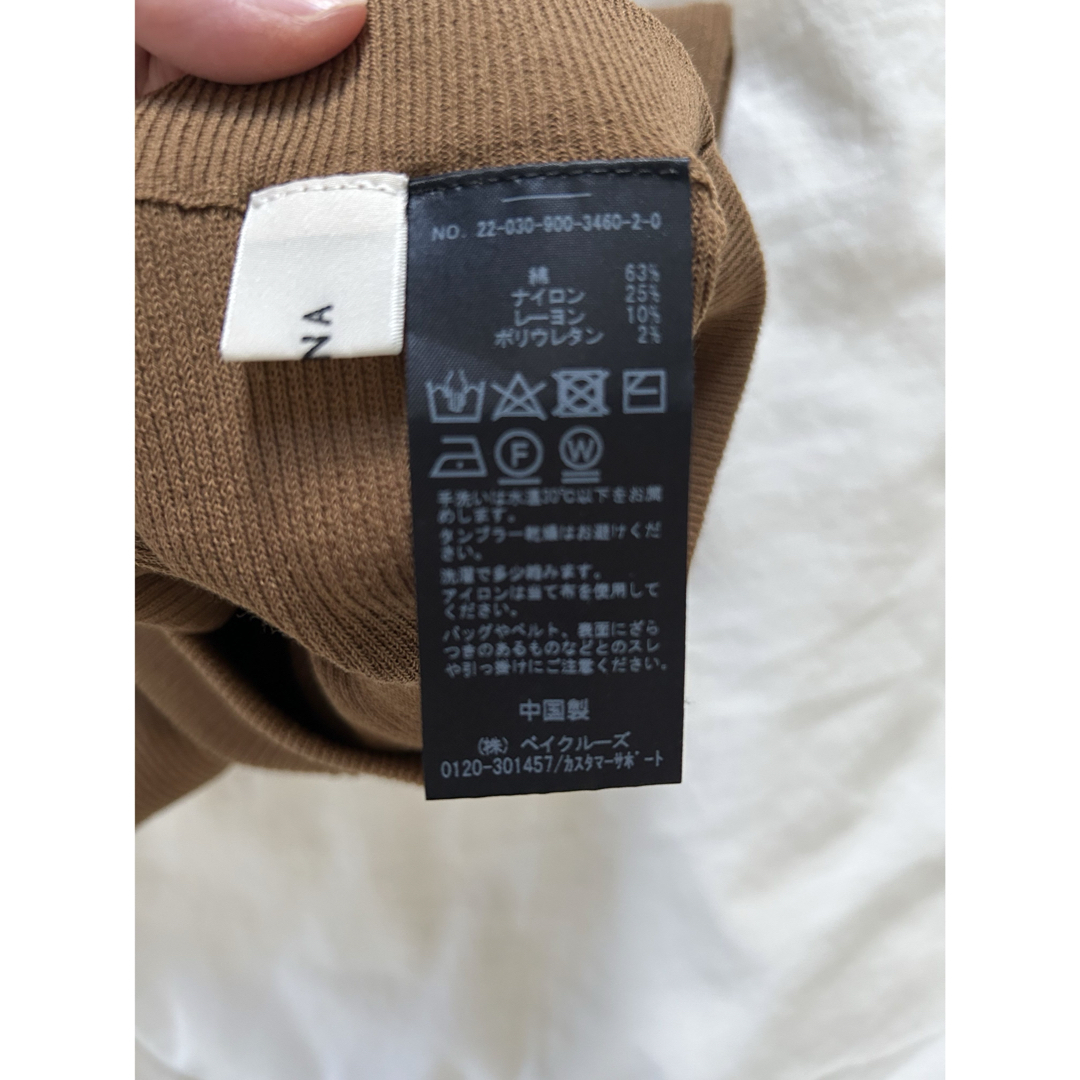 NA
NO. 22-030-900-3460-2-0
綿 63%
ナイロン 25%
レーヨン 10%
ポリウレタン 2%
F W
手洗いは水温30℃以下をお薦
めします。
タンブラー乾燥はお避けくだ
さい。
洗濯で多少縮みます。
アイロンは当て布を使用して
ください。
バッグやベルト、表面にざら
つきのあるものなどとのスレ
や引っ掛けにご注意ください。
中国製
(株) ベイクルーズ
0120-301457/カスタマーサポート